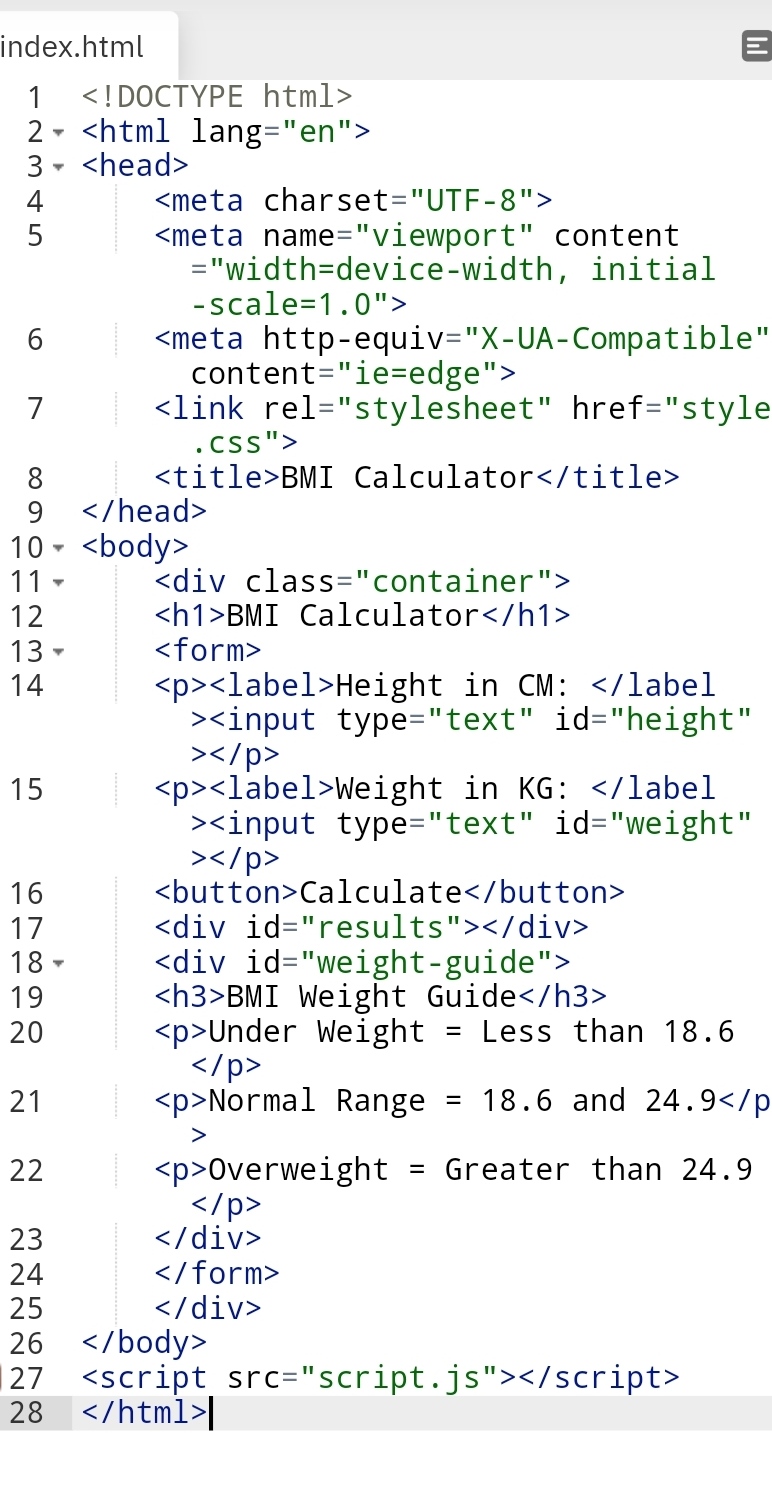 index.html
1 <!DOCTYPE html>
2 <html lang="en">
3 <head>
4 <meta charset="UTF-8">
5 <meta name="viewport" content
="width=device-width, initial
-scale=1.0">
6 <meta http-equiv="X-UA-Compatible"
content="ie=edge">
7 <link rel="stylesheet" href="style
.css">
8 <title>BMI Calculator</title>
9 </head>
10 <body>
11 <div class="container">
12 <h1>BMI Calculator</h1>
13 <form>
14 <p><label>Height in CM: </label
><input type="text" id="height"
></p>
15 <p><label>Weight in KG: </label
><input type="text" id="weight"
></p>
16 <button>Calculate</button>
17 <div id="results"></div>
18 <div id="weight-guide">
19 <h3>BMI Weight Guide</h3>
20 <p>Under Weight = Less than 18.6
</p>
21 <p>Normal Range = 18.6 and 24.9</p
>
22 <p>Overweight = Greater than 24.9
</p>
23 </div>
24 </form>
25 </div>
26 </body>
27 <script src="script.js"></script>
28 </html>